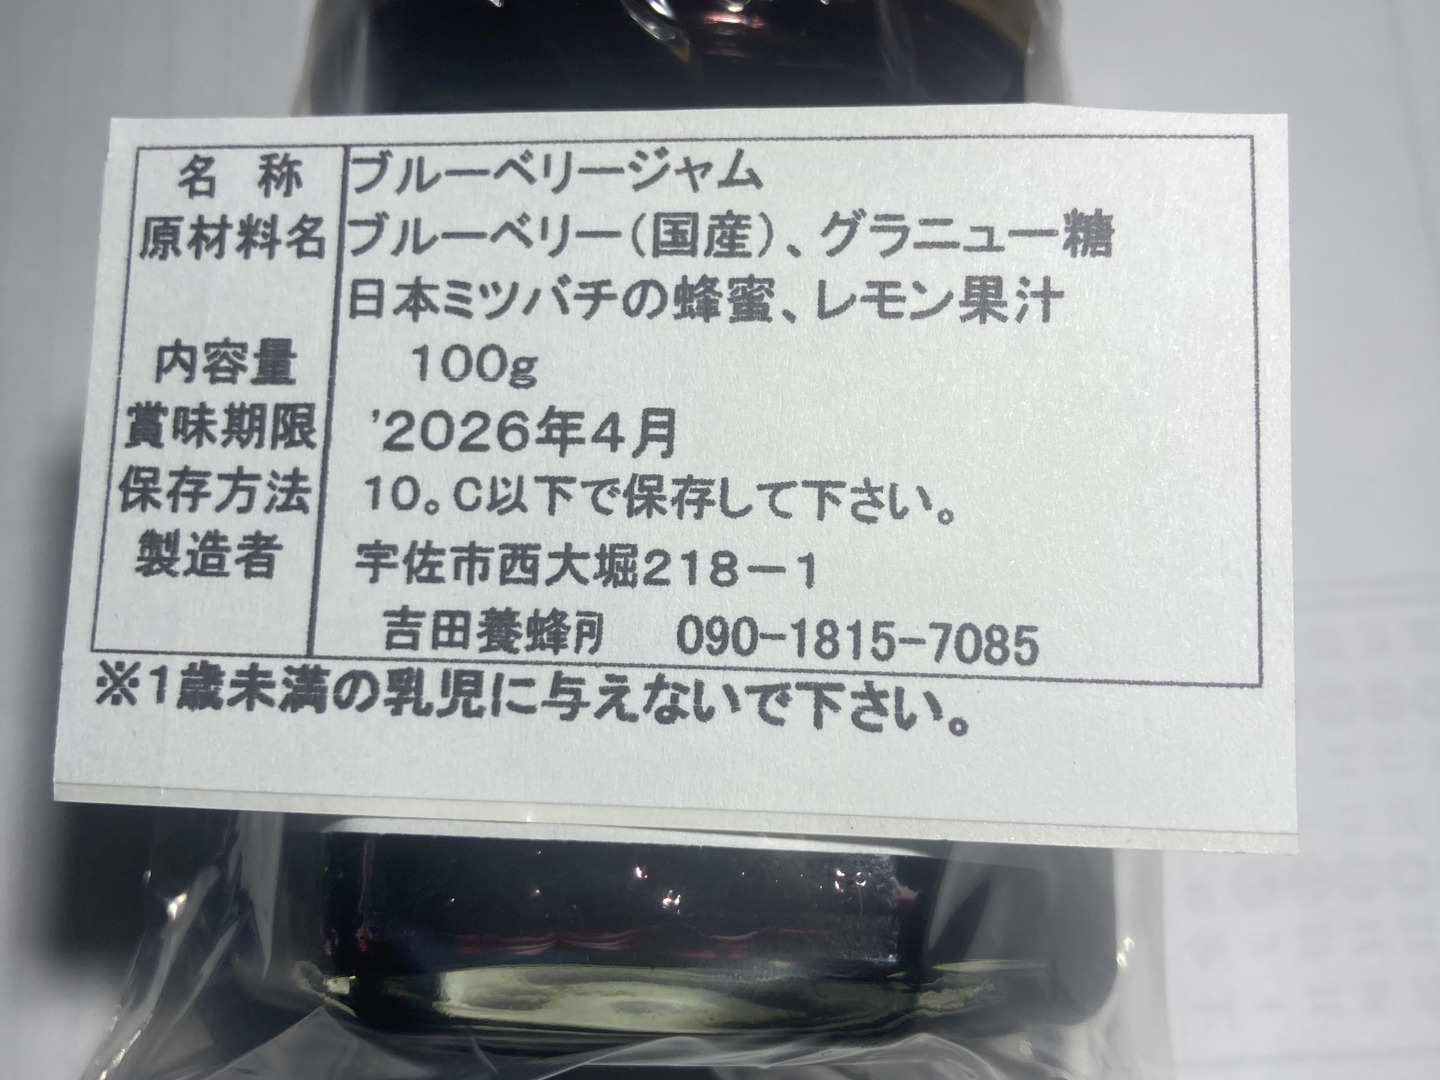 名 称 ブルーベリージャム
原材料名 ブルーベリー(国産)、グラニュー糖
日本ミツバチの蜂蜜、レモン果汁
内容量 100g
賞味期限 '2026年4月
保存方法 10。C以下で保存して下さい。
製造者 宇佐市西大堀218-1
吉田養蜂所 090-1815-7085
※1歳未満の乳児に与えないで下さい。